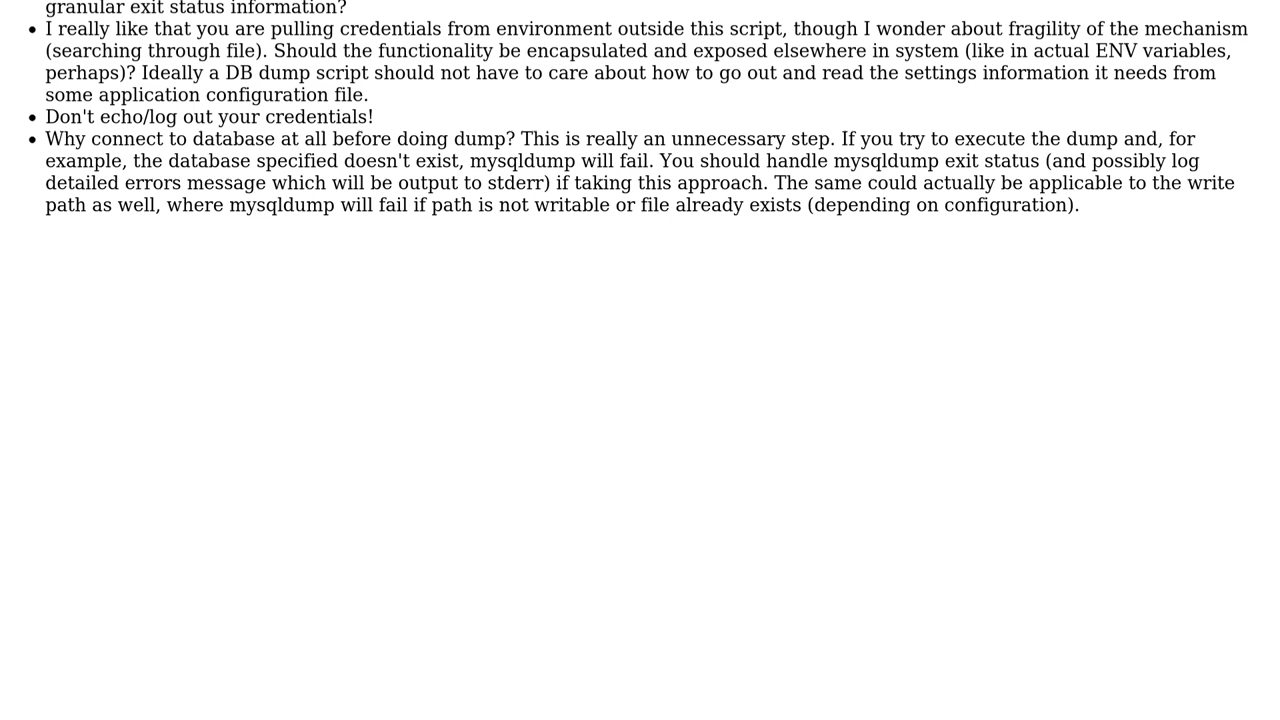 granular exit status information?
• I really like that you are pulling credentials from environment outside this script, though I wonder about fragility of the mechanism
(searching through file). Should the functionality be encapsulated and exposed elsewhere in system (like in actual ENV variables,
perhaps)? Ideally a DB dump script should not have to care about how to go out and read the settings information it needs from
some application configuration file.
• Don't echo/log out your credentials!
• Why connect to database at all before doing dump? This is really an unnecessary step. If you try to execute the dump and, for
example, the database specified doesn't exist, mysqldump will fail. You should handle mysqldump exit status (and possibly log
detailed errors message which will be output to stderr) if taking this approach. The same could actually be applicable to the write
path as well, where mysqldump will fail if path is not writable or file already exists (depending on configuration).